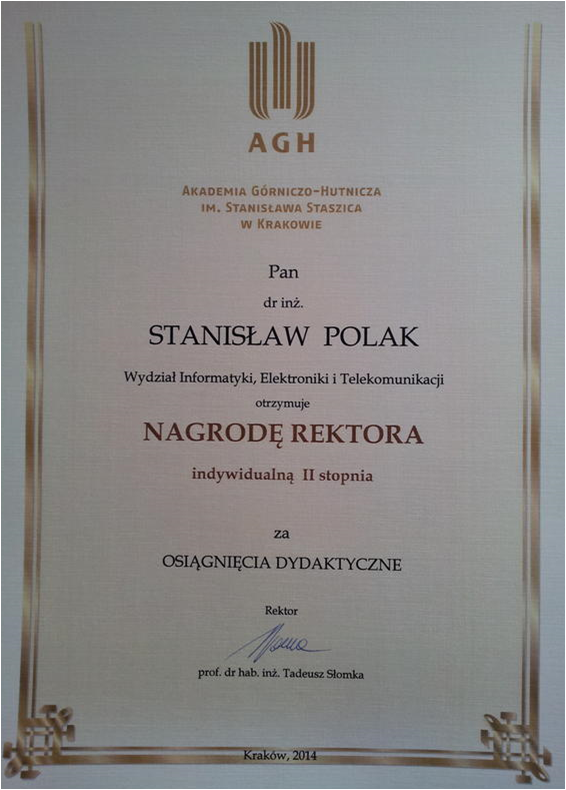 AGH
AKADEMIA GÓRNICZO-HUTNICZA
IM. STANISŁAWA STASZICA
W KRAKOWIE
Pan
dr inż.
STANISŁAW POLAK
Wydział Informatyki, Elektroniki i Telekomunikacji
otrzymuje
NAGRODĘ REKTORA
indywidualną II stopnia
za
OSIĄGNIĘCIA DYDAKTYCZNE
Rektor
prof. dr hab. inż. Tadeusz Słomka
Kraków, 2014